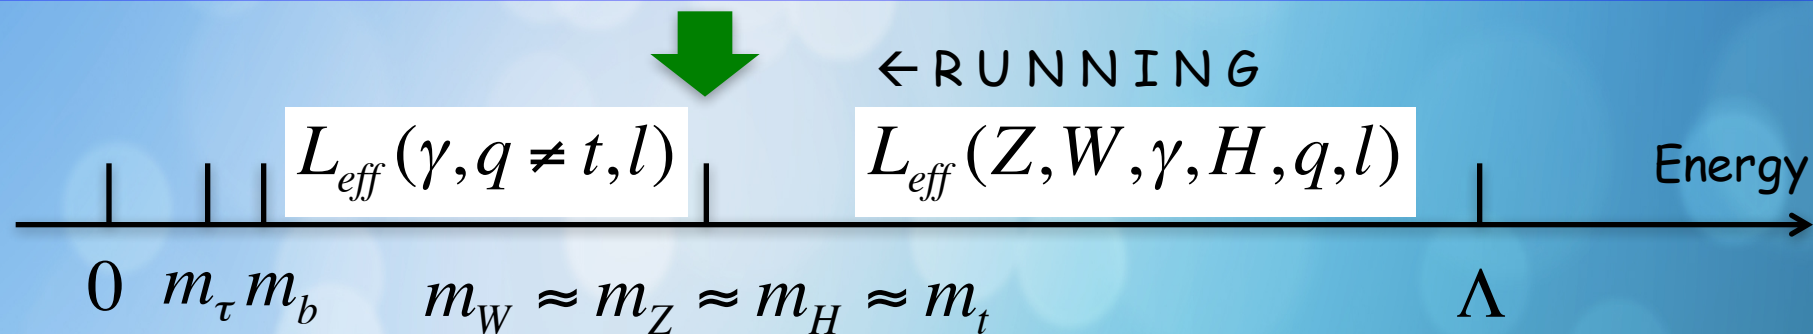 ←RUNNING
L_eff(γ,q ≠ t,l) L_eff(Z,W,γ,H,q,l) Energy
0 m_τ m_b m_W ≈ m_Z ≈ m_H ≈ m_t Λ